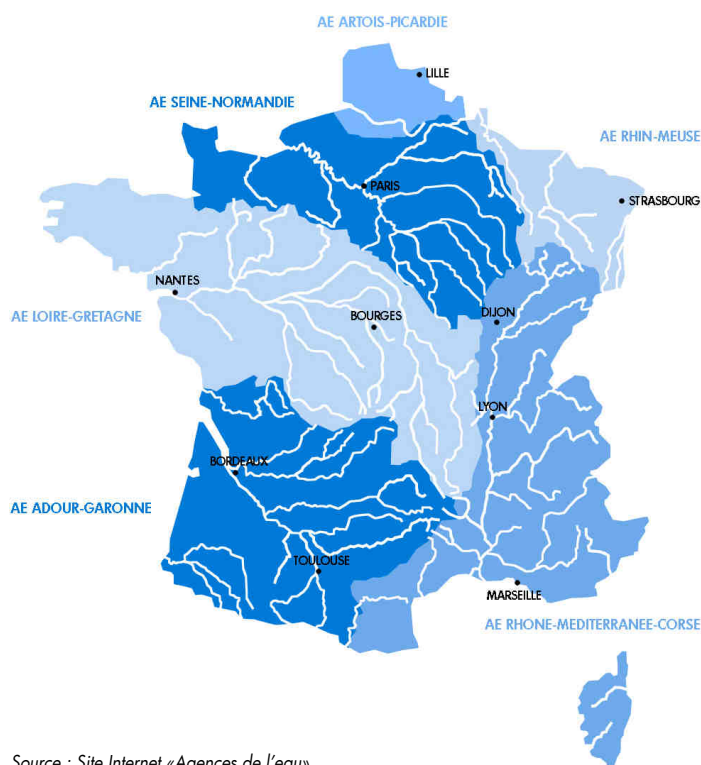 AE ARTOIS-PICARDIE
LILLE
AE SEINE-NORMANDIE
AE RHIN-MEUSE
PARIS
STRASBOURG
NANTES
AE LOIRE-GRETAGNE
BOURGES
DIJON
LYON
BORDEAUX
AE ADOUR-GARONNE
TOULOUSE
MARSEILLE
AE RHONE-MEDITERRANEE-CORSE
Source : Site Internet «Agences de l'eau»